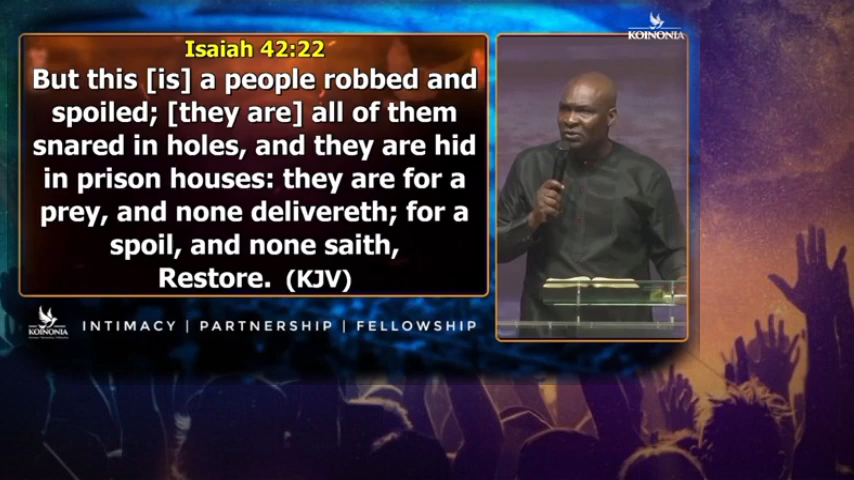 KOINONIA
Isaiah 42:22
But this [is] a people robbed and
spoiled; [they are] all of them
snared in holes, and they are hid
in prison houses: they are for a
prey, and none delivereth; for a
spoil, and none saith,
Restore. (KJV)
KOINONIA
INTIMACY | PARTNERSHIP | FELLOWSHIP